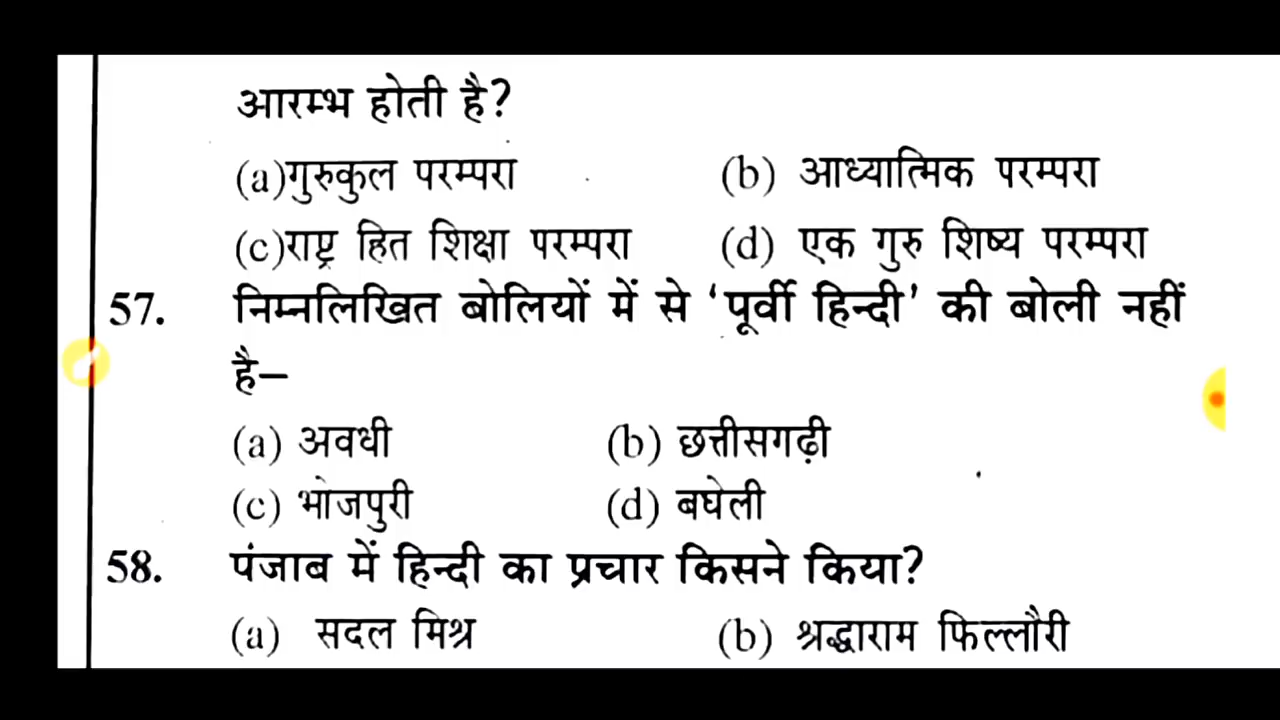 आरम्भ होती है?
(a)गुरुकुल परम्परा (b) आध्यात्मिक परम्परा
(c)राष्ट्र हित शिक्षा परम्परा (d) एक गुरु शिष्य परम्परा
57. निम्नलिखित बोलियों में से ‘पूर्वी हिन्दी’ की बोली नहीं
है–
(a) अवधी (b) छत्तीसगढ़ी
(c) भोजपुरी (d) बघेली
58. पंजाब में हिन्दी का प्रचार किसने किया?
(a) सदल मिश्र (b) श्रद्धाराम फिल्लौरी